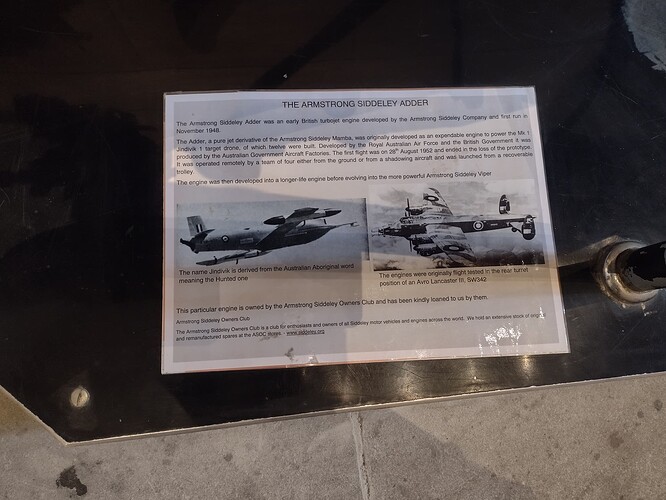 THE ARMSTRONG SIDDELEY ADDER
The Armstrong Siddeley Adder was an early British turbojet engine developed by the Armstrong Siddeley Company and first run in
November 1948.
The Adder, a pure jet derivative of the Armstrong Siddeley Mamba, was originally developed as an expendable engine to power the Mk 1
Jindivik 1 target drone, of which twelve were built. Developed by the Royal Australian Air Force and the British Government it was
produced by the Australian Government Aircraft Factories. The first flight was on 28th August 1952 and ended in the loss of the prototype.
It was operated remotely by a team of four either from the ground or from a shadowing aircraft and was launched from a recoverable
trolley.
The engine was then developed into a longer-life engine before evolving into the more powerful Armstrong Siddeley Viper
The name Jindivik is derived from the Australian Aboriginal word
meaning the Hunted one
The engines were originally flight tested in the rear turret
position of an Avro Lancaster III, SW342
This particular engine is owned by the Armstrong Siddeley Owners Club and has been kindly loaned to us by them.
Armstrong Siddeley Owners Club
The Armstrong Siddeley Owners Club is a club for enthusiasts and owners of all Siddeley motor vehicles and engines across the world. We hold an extensive stock of original
and remanufactured spares at the ASOC stores. - www.siddeley.org